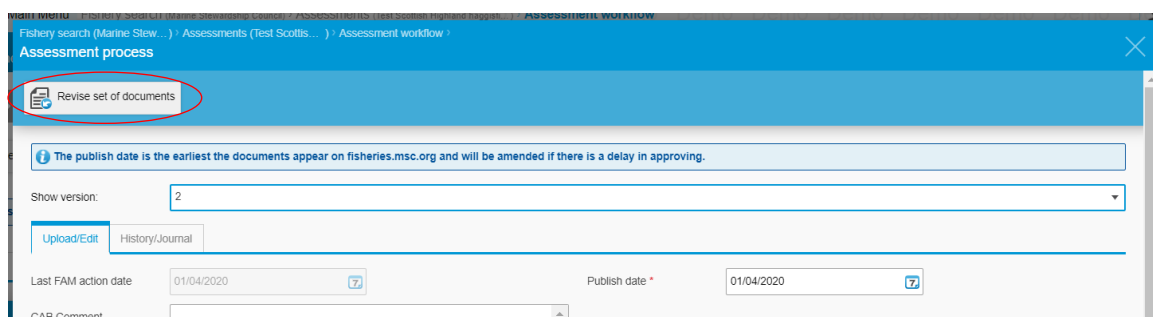 Main Menu Fishery search (Marine Stewardship Council) > Assessments (Test Scottish Highland Haggish... ) > Assessment workflow
Fishery search (Marine Stew... ) > Assessments (Test Scottis... ) > Assessment workflow >
Assessment process
Revise set of documents
The publish date is the earliest the documents appear on fisheries.msc.org and will be amended if there is a delay in approving.
Show version: 2
Upload/Edit History/Journal
Last FAM action date 01/04/2020 7 Publish date * 01/04/2020 7
CAB Comment